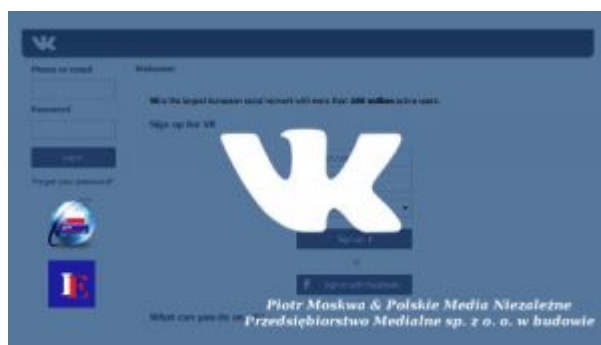 VK
Phone or email
Welcome!
VK is the largest European social network with more than 100 million active users.
Password
Sign up for VK
Log in
Forgot your password?
Sign up
or
Sign in with Facebook
What can you do on
Piotr Moskwa & Polskie Media Niezależne
Przedsiębiorstwo Medialne sp. z o. o. w budowie